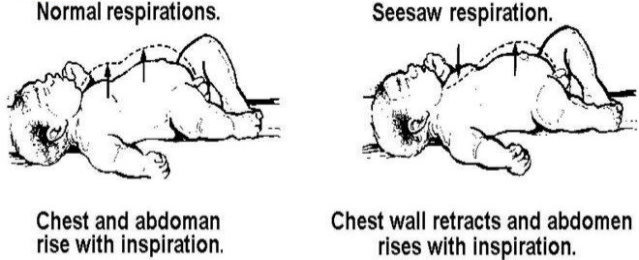 Normal respirations.
Seesaw respiration.
Chest and abdoman
rise with inspiration.
Chest wall retracts and abdomen
rises with inspiration.